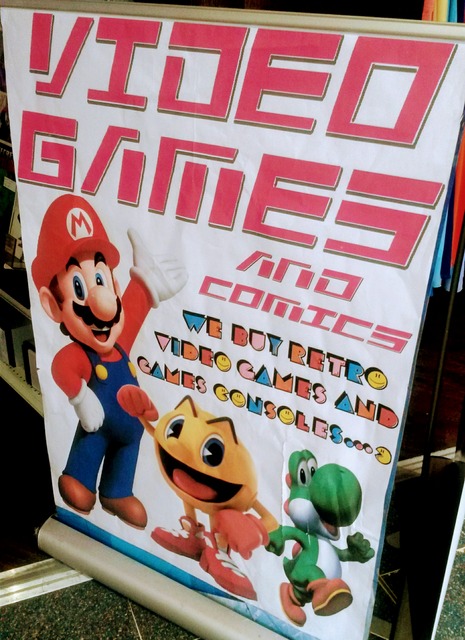 VIDEO
GAMES
AND
COMICS
WE BUY RETRO
VIDEO GAMES AND
GAMES CONSOLES....
M